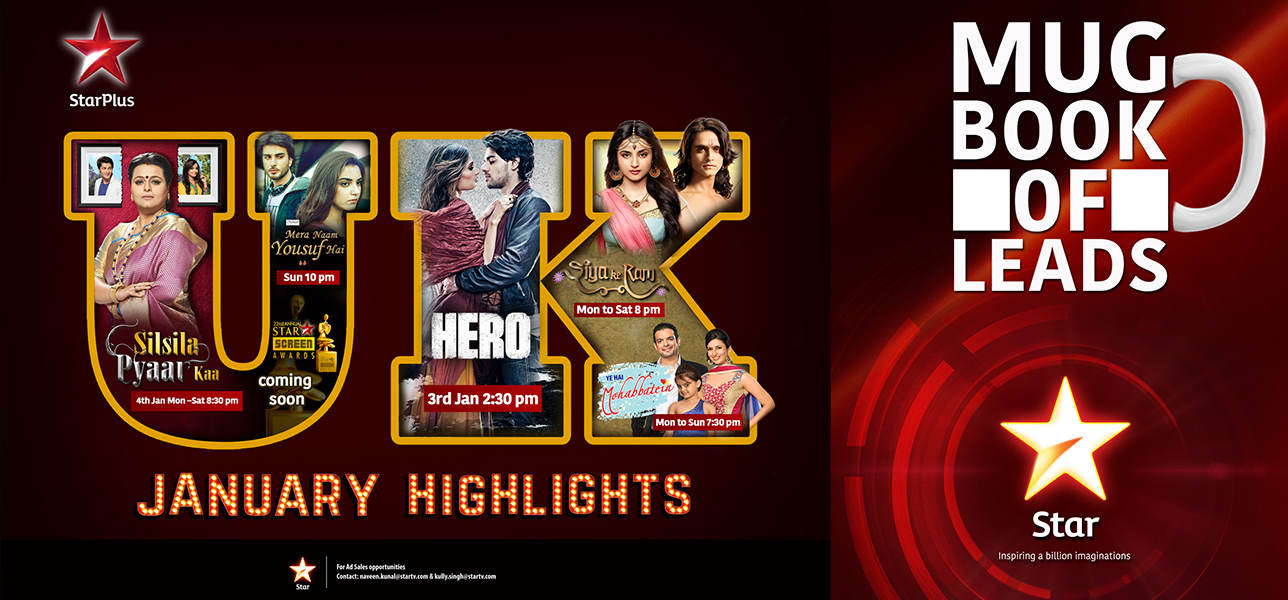 StarPlus
UK
Silsila
Pyaar Kaa
4th Jan Mon –Sat 8:30 pm
Mera Naam
Yousuf Hai
Sun 10 pm
22nd ANNUAL
STAR
SCREEN
AWARDS
coming
soon
HERO
3rd Jan 2:30 pm
Siya ke Ram
Mon to Sat 8 pm
YE HAI
Mohabbatein
Mon to Sun 7:30 pm
JANUARY HIGHLIGHTS
Star
For Ad Sales opportunities
Contact: naveen.kunal@startv.com & kully.singh@startv.com
MUG
BOOK
OF
LEADS
Star
Inspiring a billion imaginations